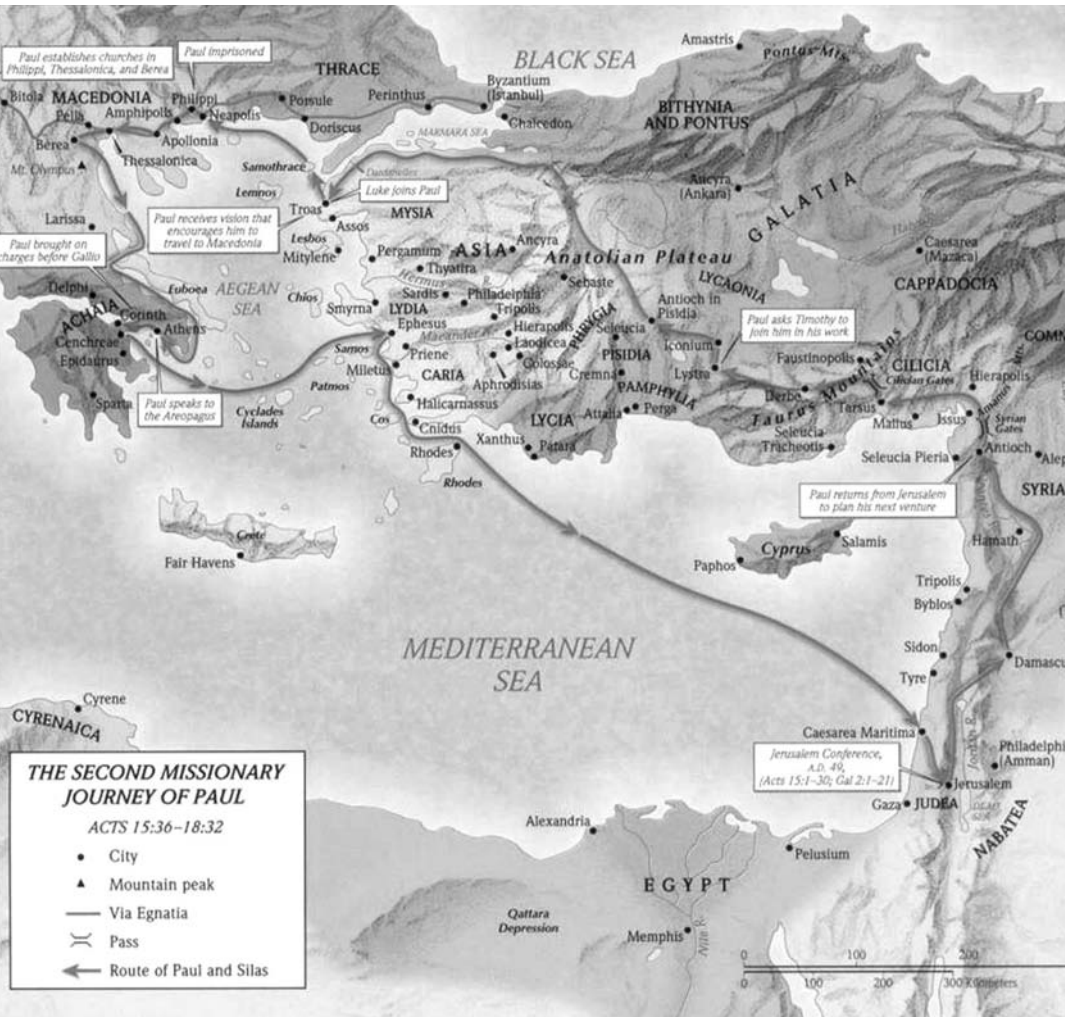 BLACK SEA
Amastris
Pontus Mts.
Paul establishes churches in
Philippi, Thessalonica, and Berea
Paul imprisoned
THRACE
Byzantium
(Istanbul)
Bitola
MACEDONIA
Philippi
Porsule
Perinthus
BITHYNIA
AND PONTUS
Pella
Amphipolis
Neapolis
Doriscus
Chalcedon
MARMARA SEA
Berea
Apollonia
Thessalonica
Mt. Olympus
Samothrace
Dardanelles
Ancyra
(Ankara)
GALATIA
Lemnos
Luke joins Paul
Troas
MYSIA
Paul receives vision that
encourages him to
travel to Macedonia
Assos
Larissa
Lesbos
Mitylene
Pergamum
ASIA
Ancyra
Anatolian Plateau
Caesarea
(Mazaca)
Paul brought on
charges before Gallio
Thyatira
LYCAONIA
CAPPADOCIA
Delphi
Euboea
AEGEAN
SEA
Chios
Hermus
Sardis
Philadelphia
Sebaste
Smyrna
LYDIA
Tripolis
PHRYGIA
Antioch in
Pisidia
Paul asks Timothy to
join him in his work
ACHAIA
Corinth
Cenchreae
Athens
Epidaurus
Ephesus
Maeander R.
Hierapolis
Laodicea
Colossae
Seleucia
PISIDIA
Iconium
Samos
Priene
Miletus
CARIA
Aphrodisias
Cremna
Lystra
Faustinopolis
CILICIA
Cilician Gates
Hierapolis
Patmos
PAMPHYLIA
Derbe
Taurus Mountains
Tarsus
Amanus Mts.
Sparta
Paul speaks to
the Areopagus
Cyclades
Islands
Halicarnassus
LYCIA
Attalia
Perga
Mallus
Issus
Syrian
Gates
Cos
Cnidus
Xanthus
Patara
Seleucia
Tracheotis
Seleucia Pieria
Antioch
Rhodes
Rhodes
SYRIA
Paul returns from Jerusalem
to plan his next venture
Crete
Fair Havens
Cyprus
Salamis
Paphos
Hamath
Tripolis
Byblos
MEDITERRANEAN
SEA
Sidon
Tyre
Damascu
Cyrene
CYRENAICA
Caesarea Maritima
Jordan R.
Jerusalem Conference,
A.D. 49,
(Acts 15:1–30; Gal 2:1–21)
Philadelphi
(Amman)
Jerusalem
Gaza
JUDEA
DEAD
SEA
NABATEA
Alexandria
Pelusium
EGYPT
Qattara
Depression
Memphis
Nile R.
THE SECOND MISSIONARY
JOURNEY OF PAUL
ACTS 15:36–18:32
City
Mountain peak
Via Egnatia
Pass
Route of Paul and Silas
0 100 200
0 100 200 300 Kilometers